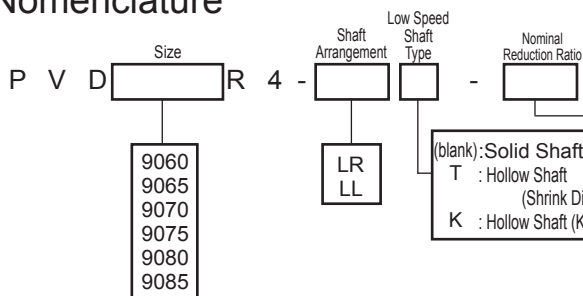 Nomenclature
Size
Shaft Arrangement
Low Speed Shaft Type
Nominal Reduction Ratio
P V D R 4 - -
9060
9065
9070
9075
9080
9085
LR
LL
(blank):Solid Shaft
T : Hollow Shaft
(Shrink
K : Hollow Shaft